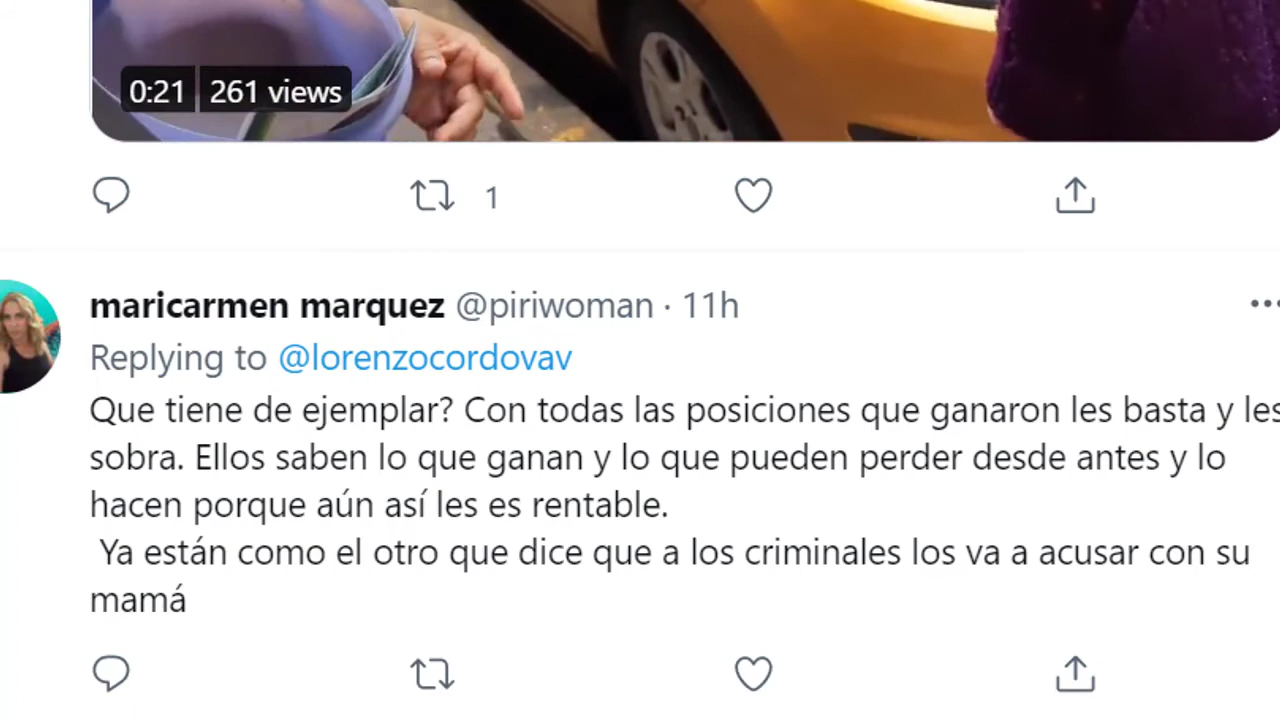 0:21 261 views
1
maricarmen marquez @piriwoman · 11h
Replying to @lorenzocordovav
Que tiene de ejemplar? Con todas las posiciones que ganaron les basta y les
sobra. Ellos saben lo que ganan y lo que pueden perder desde antes y lo
hacen porque aún así les es rentable.
Ya están como el otro que dice que a los criminales los va a acusar con su
mamá